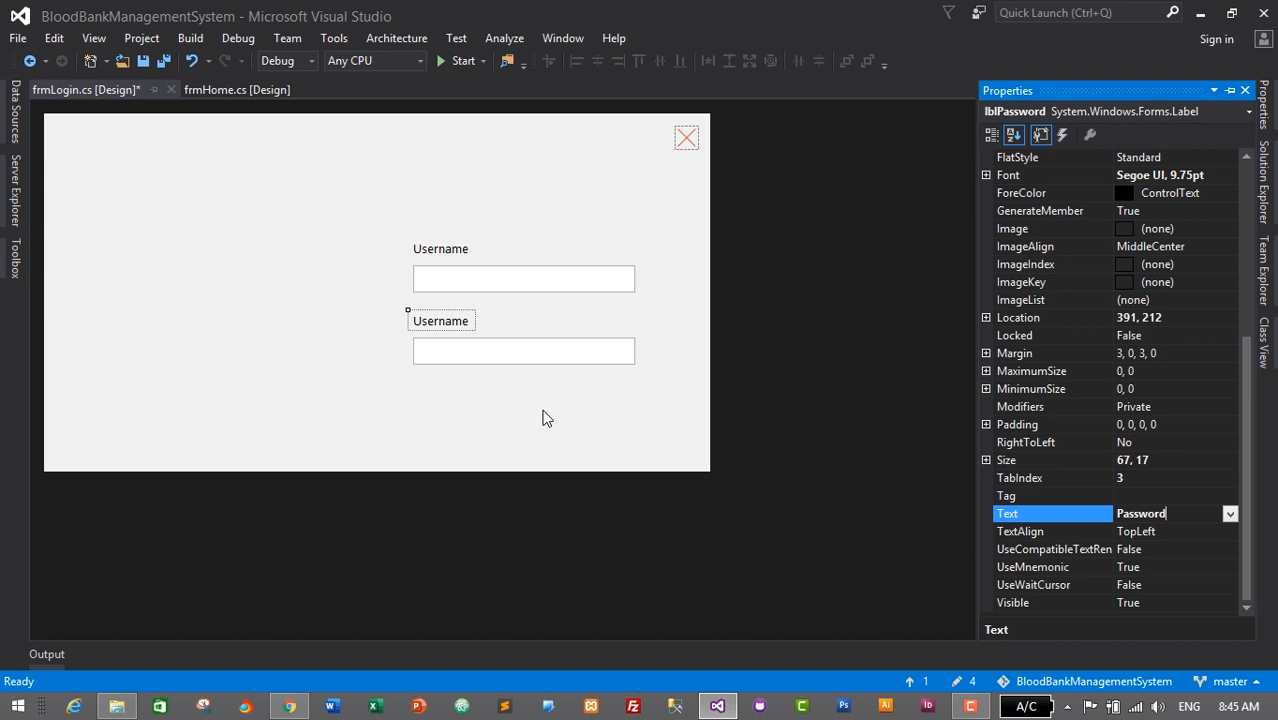 BloodBankManagementSystem - Microsoft Visual Studio
Quick Launch (Ctrl+Q)
File Edit View Project Build Debug Team Tools Architecture Test Analyze Window Help
Sign in
Debug Any CPU Start
frmLogin.cs [Design]* frmHome.cs [Design]
Data Sources
Server Explorer
Toolbox
Username
Username
Properties
lblPassword System.Windows.Forms.Label
FlatStyle Standard
Font Segoe UI, 9.75pt
ForeColor ControlText
GenerateMember True
Image (none)
ImageAlign MiddleCenter
ImageIndex (none)
ImageKey (none)
ImageList (none)
Location 391, 212
Locked False
Margin 3, 0, 3, 0
MaximumSize 0, 0
MinimumSize 0, 0
Modifiers Private
Padding 0, 0, 0, 0
RightToLeft No
Size 67, 17
TabIndex 3
Tag
Text Password
TextAlign TopLeft
UseCompatibleTextRen False
UseMnemonic True
UseWaitCursor False
Visible True
Text
Properties
Solution Explorer
Team Explorer
Class View
Output
Ready 1 4 BloodBankManagementSystem master
A/C ENG 8:45 AM